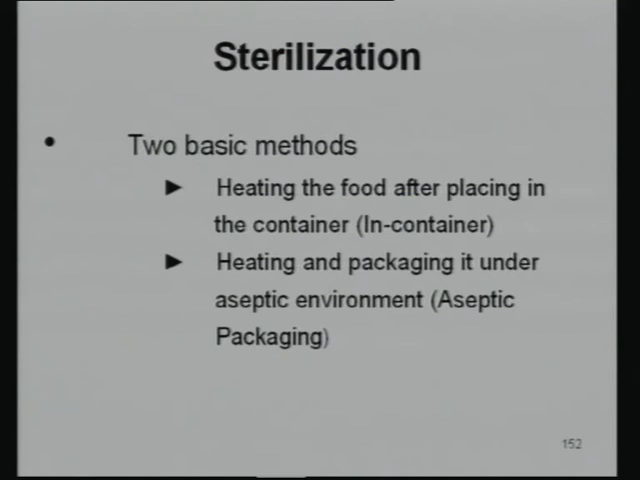 Sterilization
• Two basic methods
► Heating the food after placing in
the container (In-container)
► Heating and packaging it under
aseptic environment (Aseptic
Packaging)
152